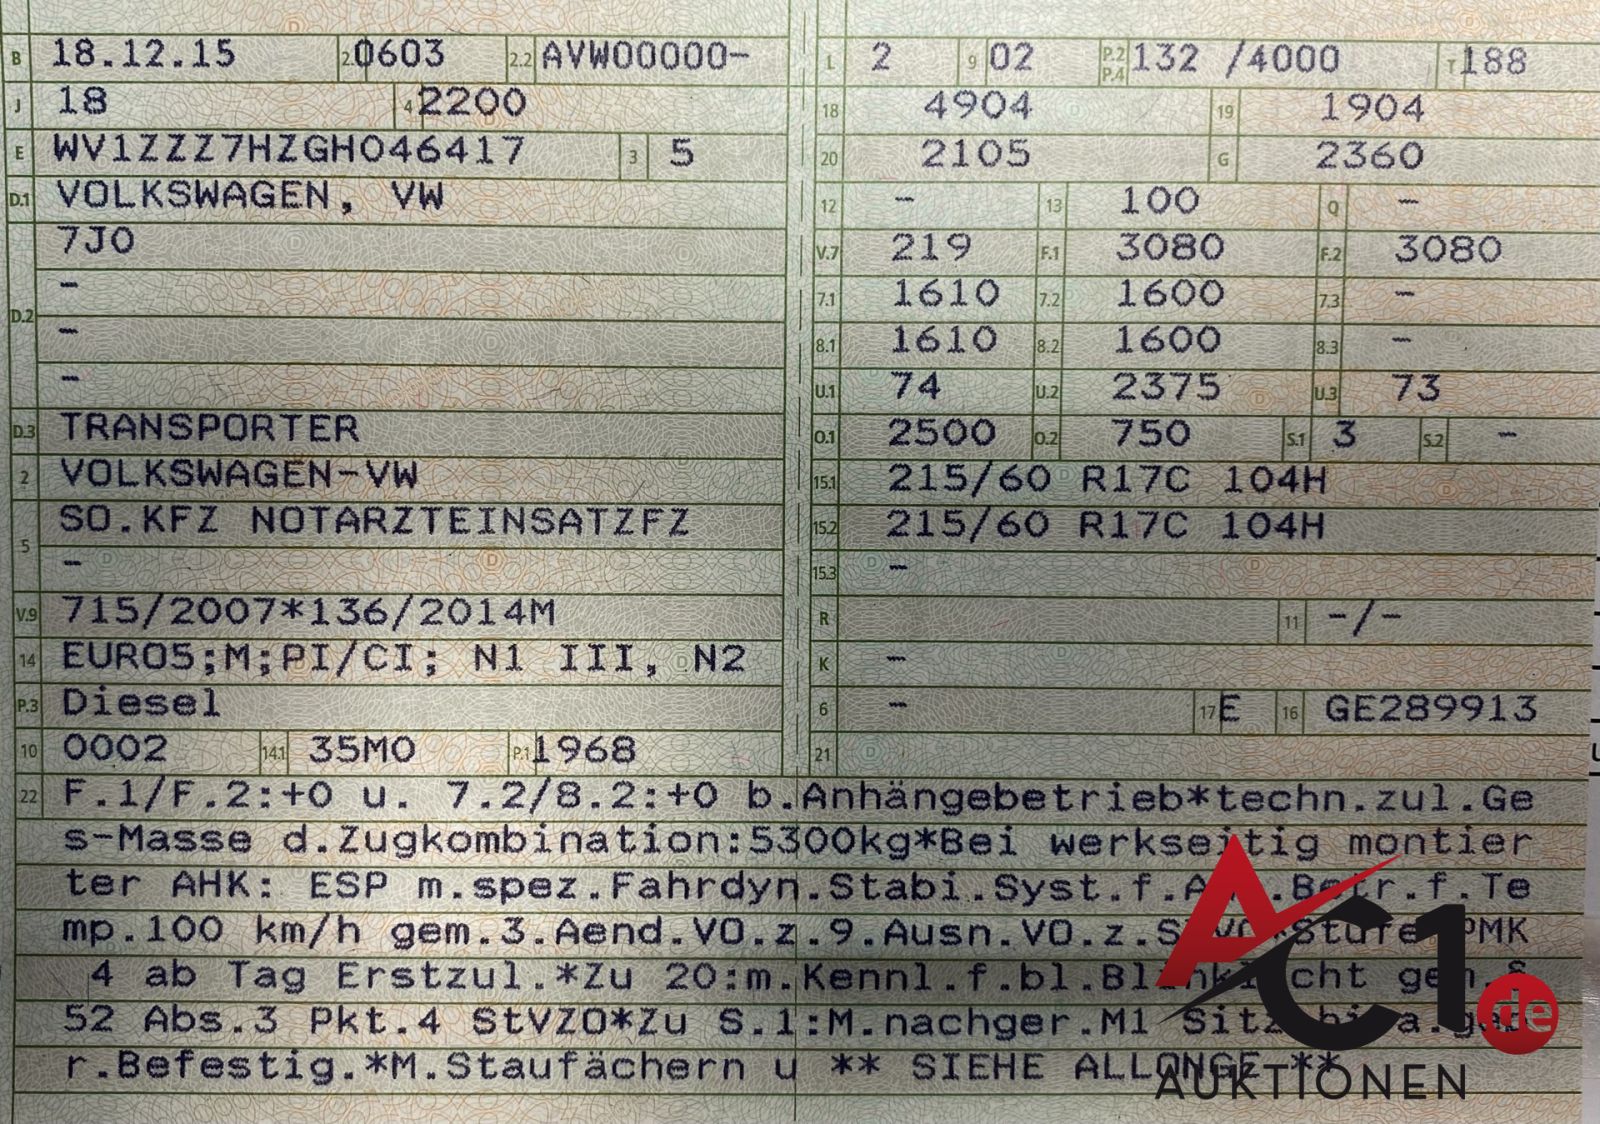 B 18.12.15 2.1 0603 2.2 AVW00000-
J 18 4 2200
E WV1ZZZ7HZGH046417 3 5
D.1 VOLKSWAGEN, VW
7J0
-
D.2
-
-
D.3 TRANSPORTER
2 VOLKSWAGEN-VW
SO.KFZ NOTARZTEINSATZFZ
5
-
V.9 715/2007*136/2014M
14 EURO5;M;PI/CI; N1 III, N2
P.3 Diesel
10 0002 14.1 35M0 P.1 1968
L 2 9 02 P.2 P.4 132 /4000 T 188
18 4904 19 1904
20 2105 G 2360
12 - 13 100 Q -
V.7 219 F.1 3080 F.2 3080
7.1 1610 7.2 1600 7.3 -
8.1 1610 8.2 1600 8.3 -
U.1 74 U.2 2375 U.3 73
O.1 2500 O.2 750 S.1 3 S.2 -
15.1 215/60 R17C 104H
15.2 215/60 R17C 104H
15.3 -
R 11 -/-
K -
6 - 17 E 16 GE289913
21
22 F.1/F.2:+0 u. 7.2/8.2:+0 b.Anhängebetrieb*techn.zul.Ge
s-Masse d.Zugkombination:5300kg*Bei werkseitig montier
ter AHK: ESP m.spez.Fahrdyn.Stabi.Syst.f. Betr.f.Te
mp.100 km/h gem.3.Aend.VO.z.9.Ausn.VO.z. Stufe PMK
4 ab Tag Erstzul.*Zu 20:m.Kennl.f.bl.Blinklicht gem.§
52 Abs.3 Pkt.4 StVZO*Zu S.1:M.nachger.M1
r.Befestig.*M.Staufächern u ** SIEHE ALLONGE **
AC1.de
AUKTIONEN